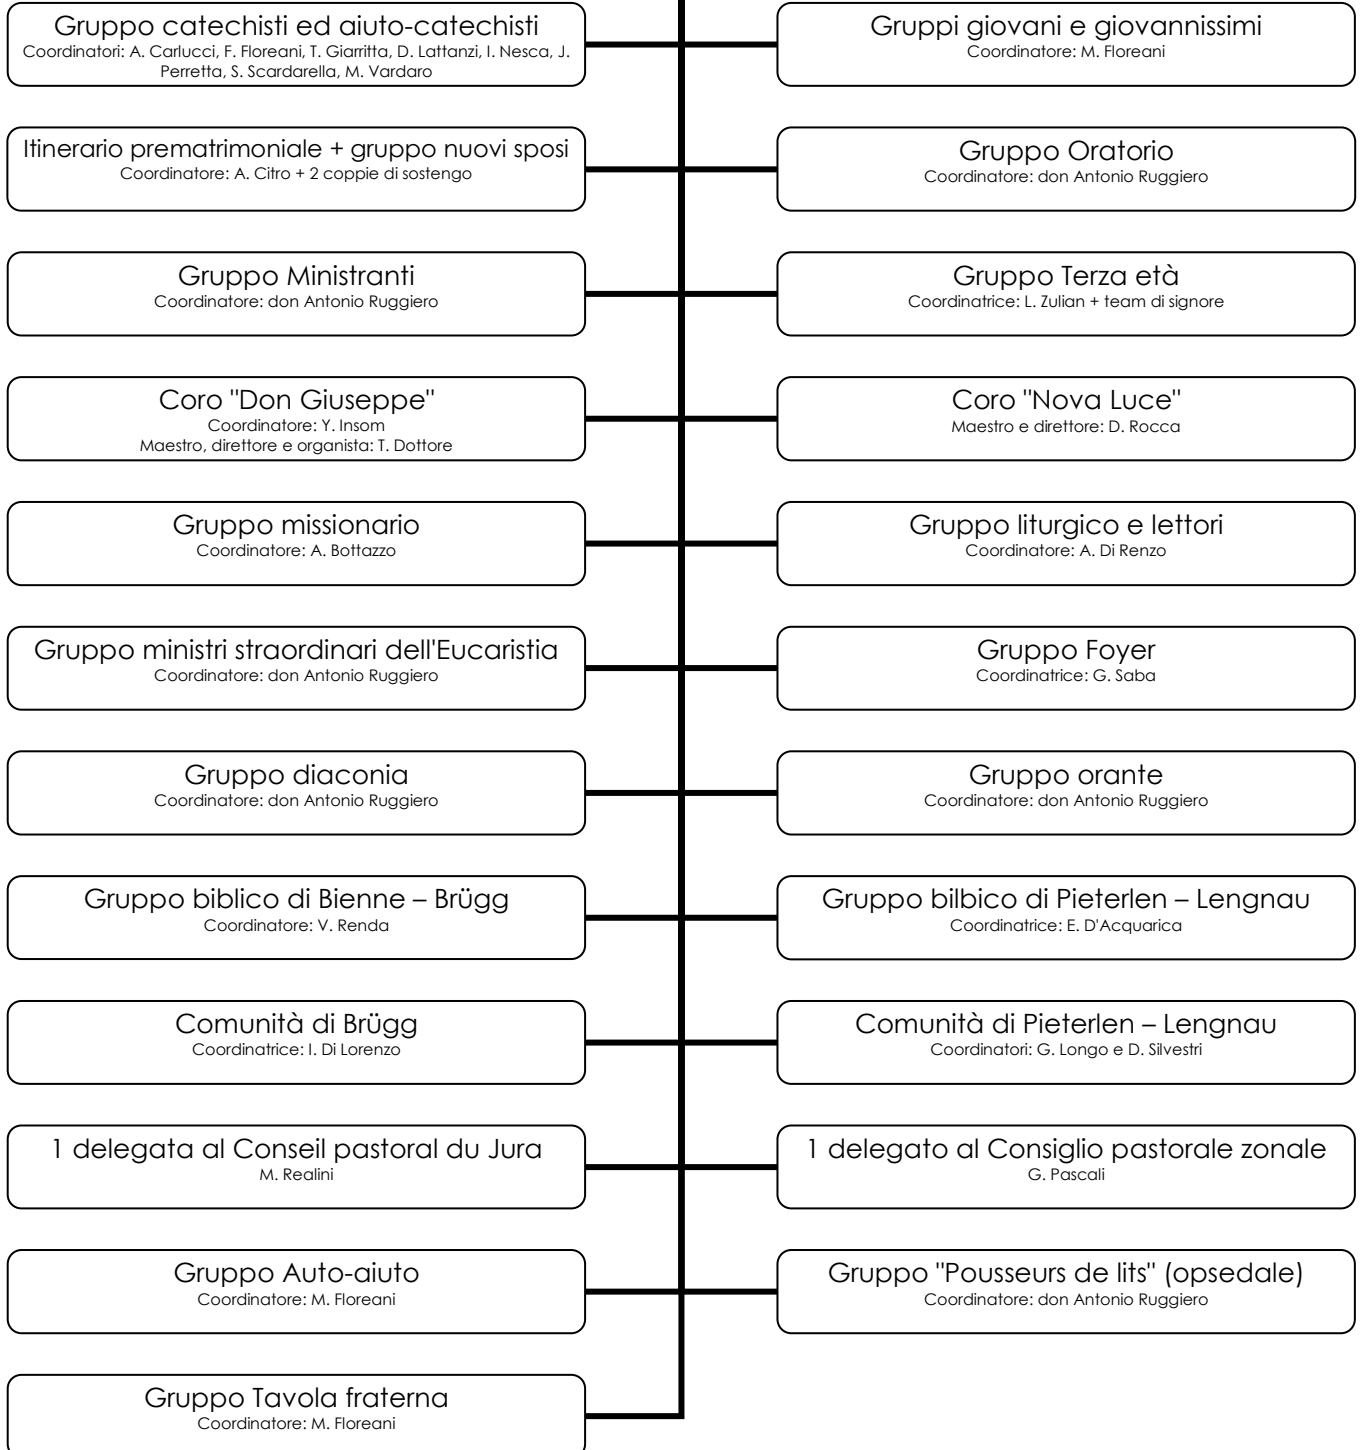 Gruppo catechisti ed aiuto-catechisti
Coordinatori: A. Carlucci, F. Floreani, T. Giarritta, D. Lattanzi, I. Nesca, J.
Perretta, S. Scardarella, M. Vardaro
Gruppi giovani e giovannissimi
Coordinatore: M. Floreani
Itinerario prematrimoniale + gruppo nuovi sposi
Coordinatore: A. Citro + 2 coppie di sostengo
Gruppo Oratorio
Coordinatore: don Antonio Ruggiero
Gruppo Ministranti
Coordinatore: don Antonio Ruggiero
Gruppo Terza età
Coordinatrice: L. Zulian + team di signore
Coro "Don Giuseppe"
Coordinatore: Y. Insom
Maestro, direttore e organista: T. Dottore
Coro "Nova Luce"
Maestro e direttore: D. Rocca
Gruppo missionario
Coordinatore: A. Bottazzo
Gruppo liturgico e lettori
Coordinatore: A. Di Renzo
Gruppo ministri straordinari dell'Eucaristia
Coordinatore: don Antonio Ruggiero
Gruppo Foyer
Coordinatrice: G. Saba
Gruppo diaconia
Coordinatore: don Antonio Ruggiero
Gruppo orante
Coordinatore: don Antonio Ruggiero
Gruppo biblico di Bienne – Brügg
Coordinatore: V. Renda
Gruppo bilbico di Pieterlen – Lengnau
Coordinatrice: E. D'Acquarica
Comunità di Brügg
Coordinatrice: I. Di Lorenzo
Comunità di Pieterlen – Lengnau
Coordinatori: G. Longo e D. Silvestri
1 delegata al Conseil pastoral du Jura
M. Realini
1 delegato al Consiglio pastorale zonale
G. Pascali
Gruppo Auto-aiuto
Coordinatore: M. Floreani
Gruppo "Pousseurs de lits" (opsedale)
Coordinatore: don Antonio Ruggiero
Gruppo Tavola fraterna
Coordinatore: M. Floreani